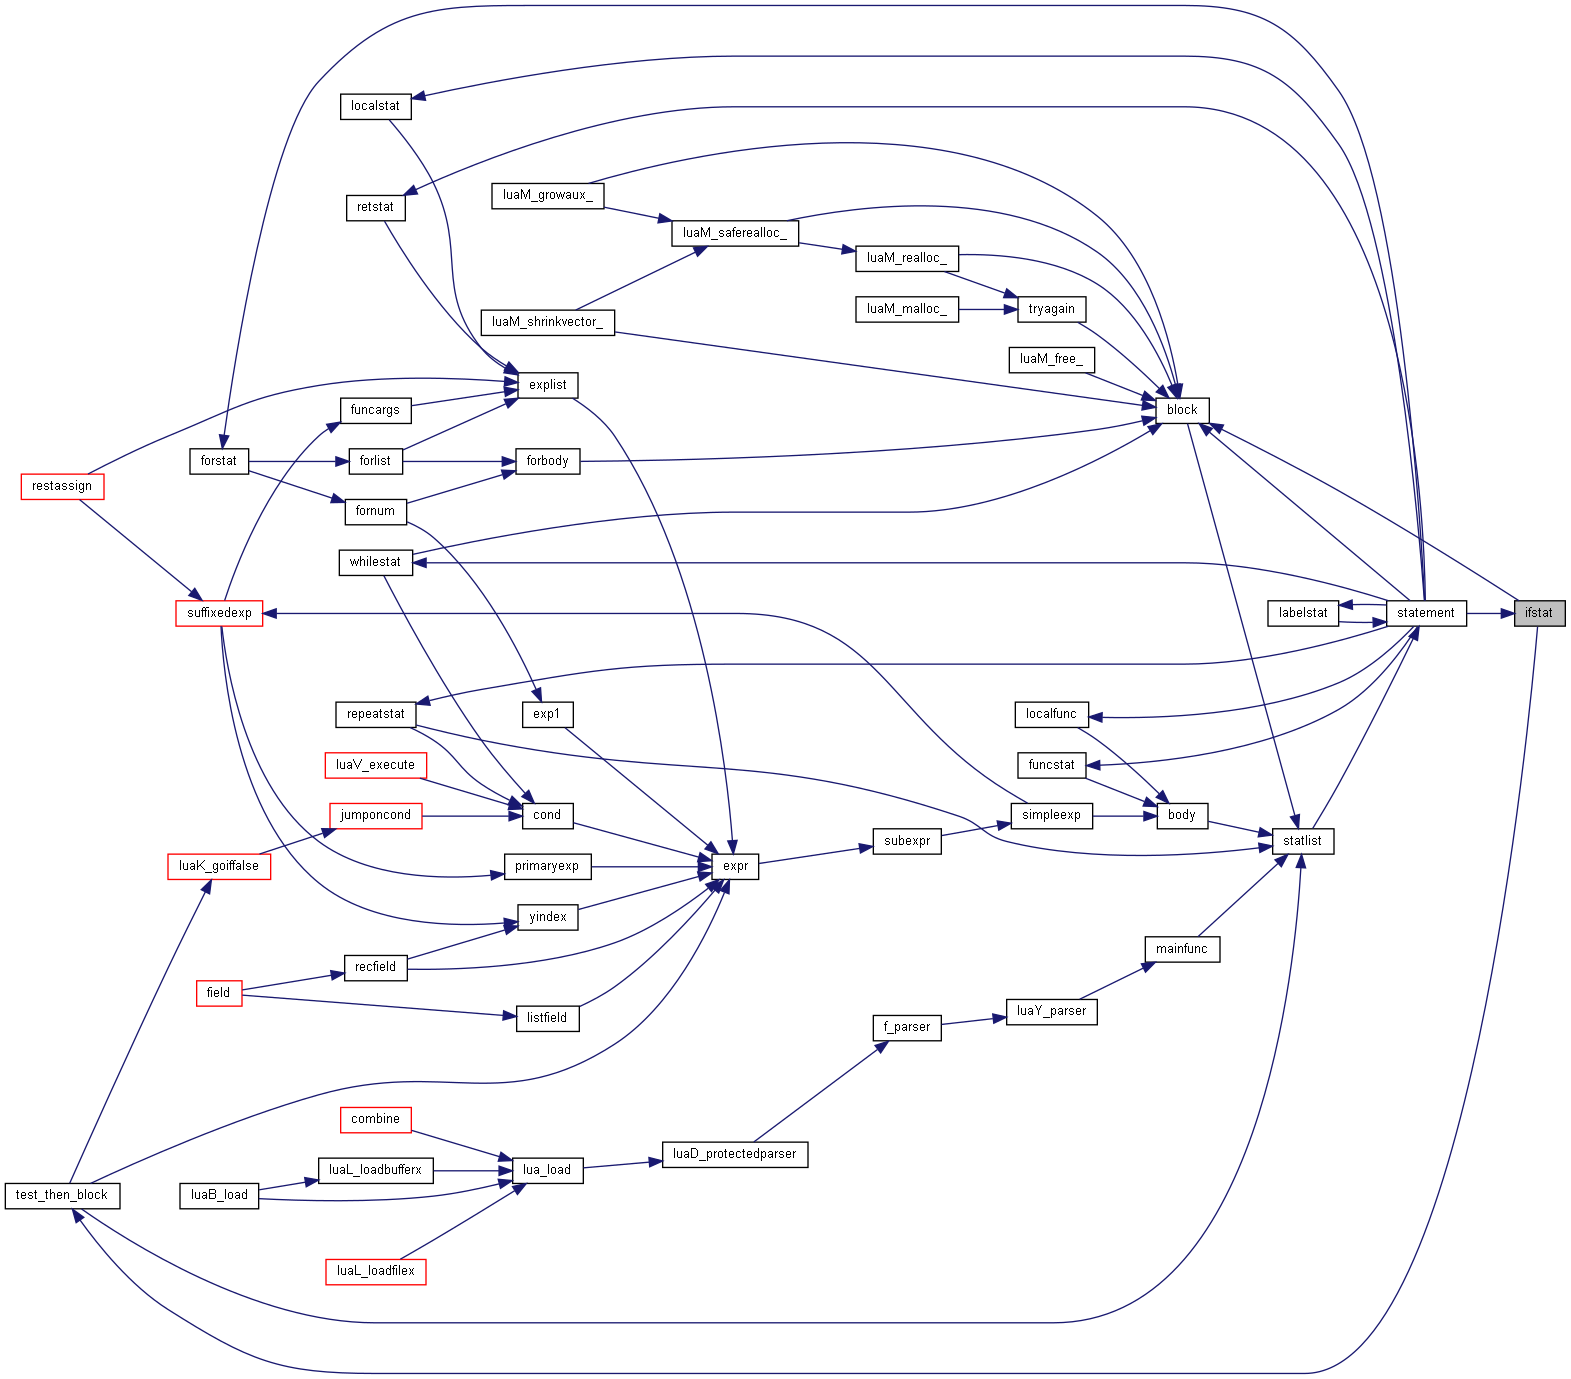 localstat
retstat
luaM_growaux_
luaM_saferealloc_
luaM_realloc_
luaM_malloc_
tryagain
luaM_shrinkvector_
luaM_free_
explist
funcargs
block
forstat
forlist
forbody
restassign
fornum
whilestat
suffixedexp
labelstat
statement
ifstat
repeatstat
exp1
localfunc
luaV_execute
funcstat
jumponcond
cond
simpleexp
body
subexpr
statlist
luaK_goiffalse
primaryexp
expr
yindex
mainfunc
recfield
field
listfield
luaY_parser
f_parser
combine
luaD_protectedparser
luaL_loadbufferx
lua_load
test_then_block
luaB_load
luaL_loadfilex